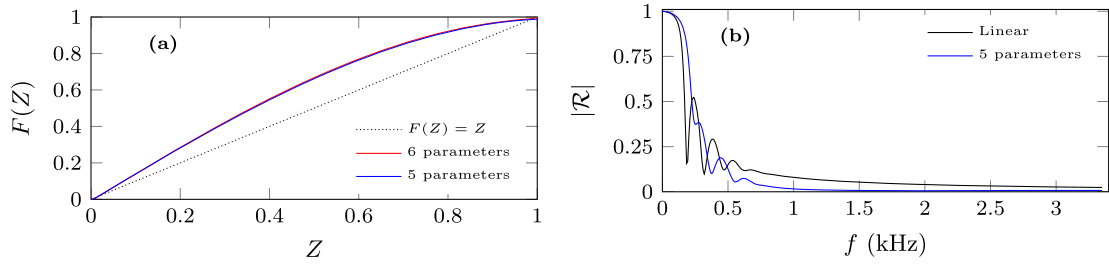 (a)
1
0.8
0.6
0.4
0.2
0
F(Z)
F(Z) = Z
6 parameters
5 parameters
0 0.2 0.4 0.6 0.8 1
Z
(b)
1
0.75
0.5
0.25
0
|ℛ|
Linear
5 parameters
0 0.5 1 1.5 2 2.5 3
f (kHz)